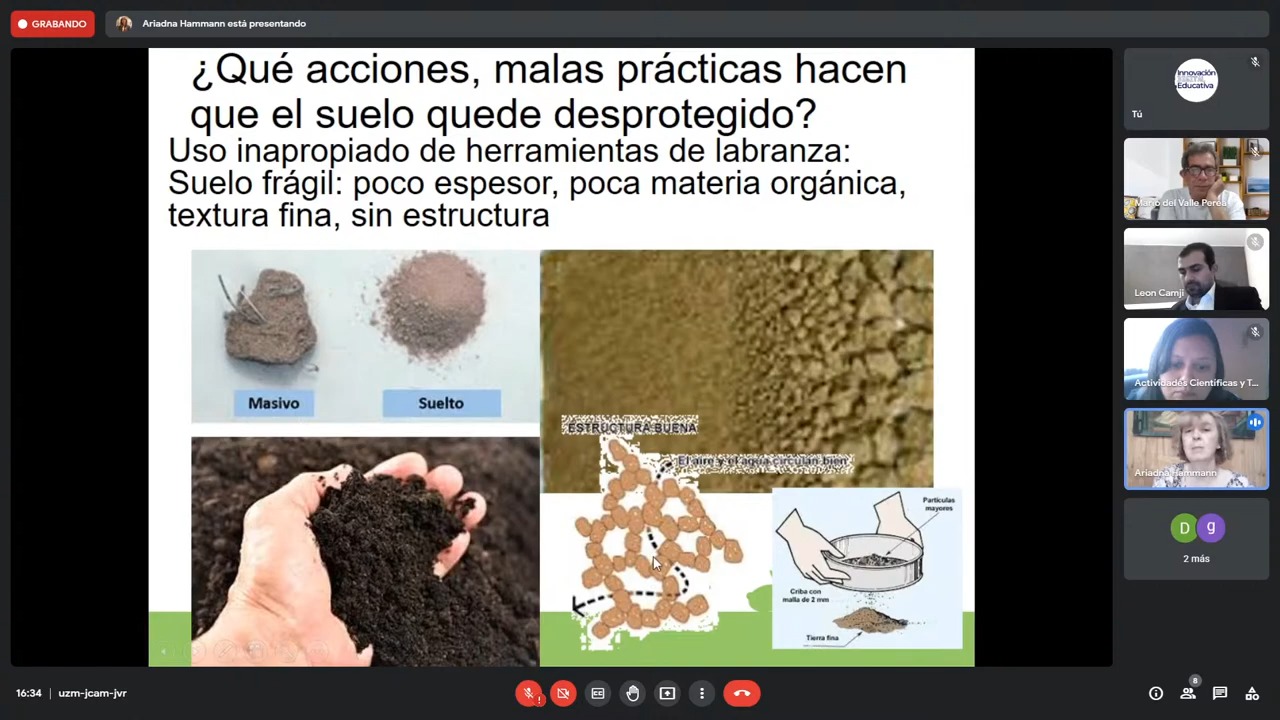 GRABANDO
Ariadna Hammann está presentando
¿Qué acciones, malas prácticas hacen
que el suelo quede desprotegido?
Uso inapropiado de herramientas de labranza:
Suelo frágil: poco espesor, poca materia orgánica,
textura fina, sin estructura
Masivo
Suelto
ESTRUCTURA BUENA
El aire y el agua circulan bien
Partículas
mayores
Criba con
malla de 2 mm
Tierra fina
Innovación
Educativa
Tú
Mario del Valle Perea
Leon Camji
Actividades Cientificas y T...
Ariadna Hammann
D
g
2 más
16:34
uzm-jcam-jvr
8